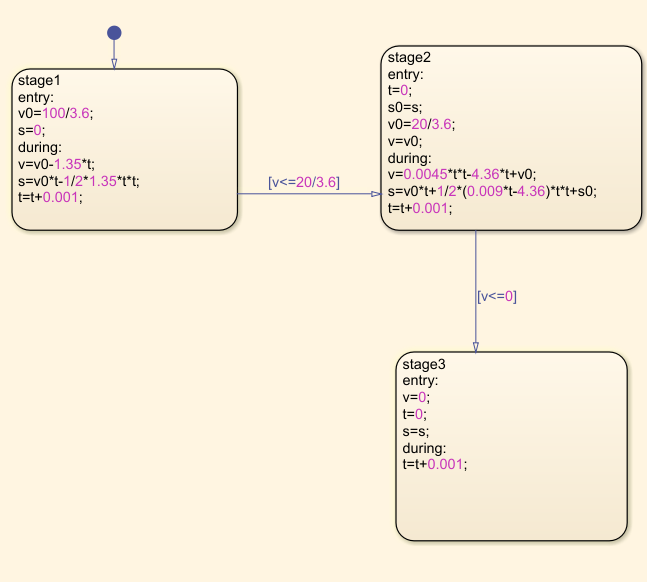 stage1
entry:
v0=100/3.6;
s=0;
during:
v=v0-1.35*t;
s=v0*t-1/2*1.35*t*t;
t=t+0.001;
[v<=20/3.6]
stage2
entry:
t=0;
s0=s;
v0=20/3.6;
v=v0;
during:
v=0.0045*t*t-4.36*t+v0;
s=v0*t+1/2*(0.009*t-4.36)*t*t+s0;
t=t+0.001;
[v<=0]
stage3
entry:
v=0;
t=0;
s=s;
during:
t=t+0.001;